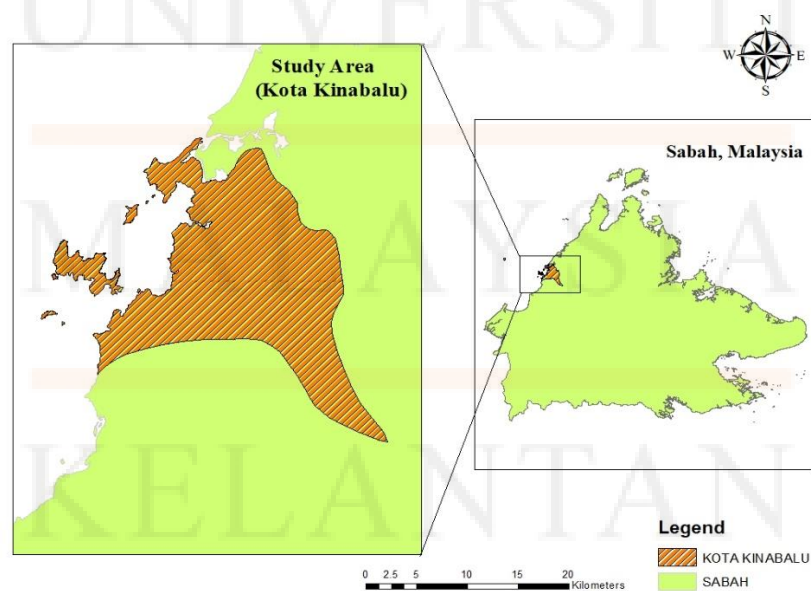 UNIVERSITI
N
W E
S
Study Area
(Kota Kinabalu)
Sabah, Malaysia
MALAYSIA
KELANTAN
Legend
KOTA KINABALU
SABAH
0 2.5 5 10 15 20
Kilometers